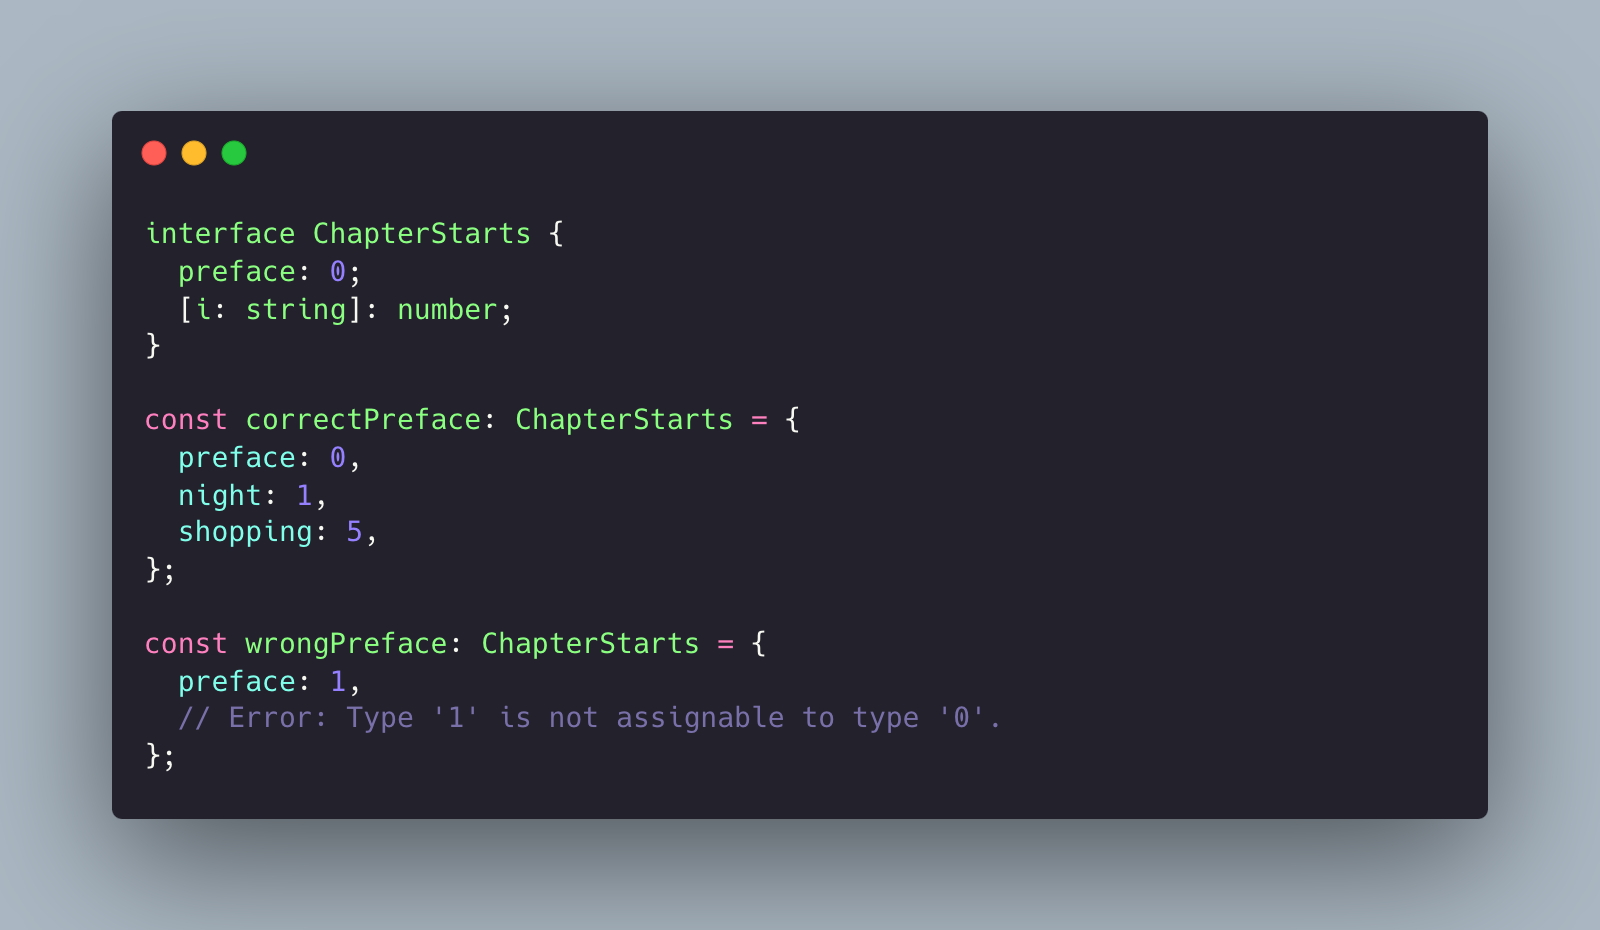 interface ChapterStarts {
  preface: 0;
  [i: string]: number;
}

const correctPreface: ChapterStarts = {
  preface: 0,
  night: 1,
  shopping: 5,
};

const wrongPreface: ChapterStarts = {
  preface: 1,
  // Error: Type '1' is not assignable to type '0'.
};